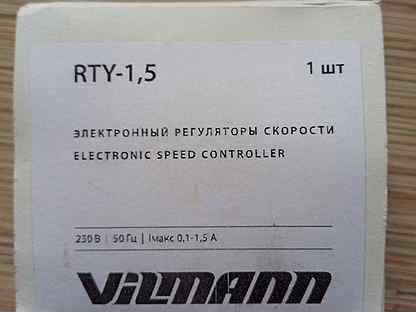 RTY-1,5
1 шт
ЭЛЕКТРОННЫЙ РЕГУЛЯТОРЫ СКОРОСТИ
ELECTRONIC SPEED CONTROLLER
230 В | 50 Гц | Iмакс 0,1-1,5 А
ViLMANN